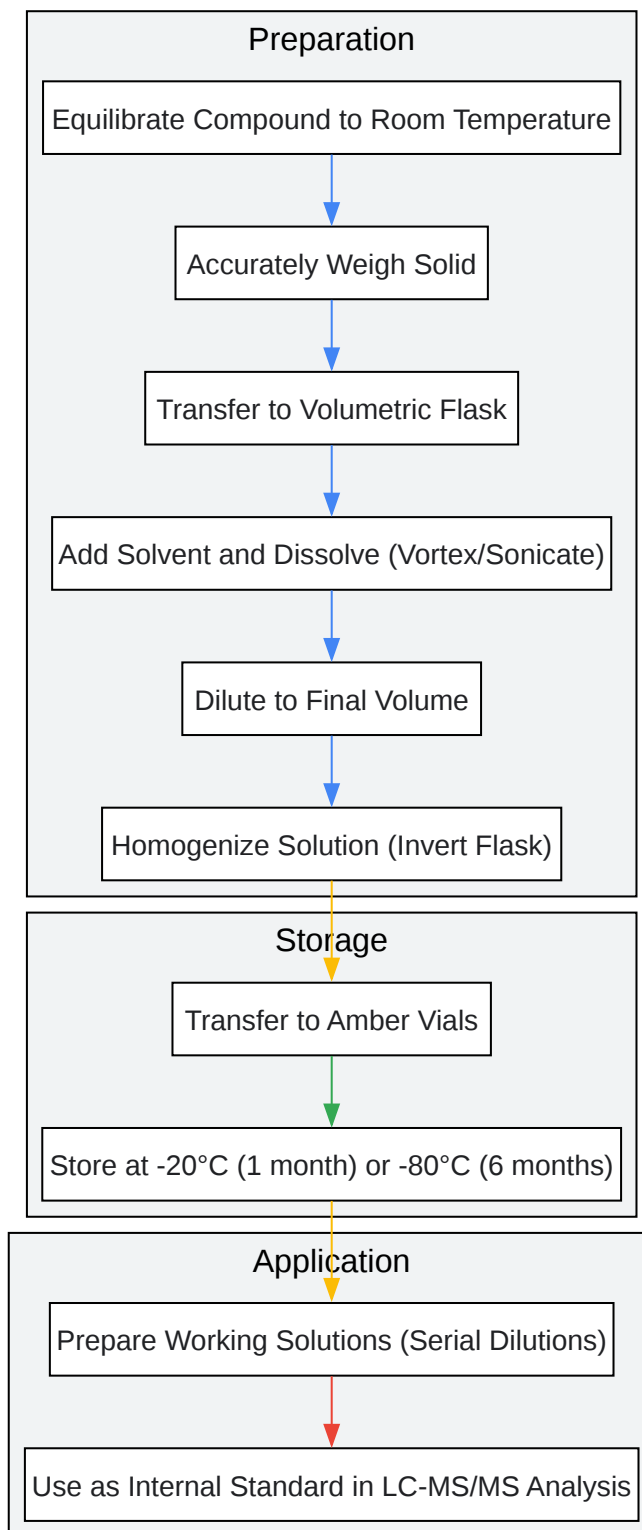 Preparation
Equilibrate Compound to Room Temperature
Accurately Weigh Solid
Transfer to Volumetric Flask
Add Solvent and Dissolve (Vortex/Sonicate)
Dilute to Final Volume
Homogenize Solution (Invert Flask)
Storage
Transfer to Amber Vials
Store at -20°C (1 month) or -80°C (6 months)
Application
Prepare Working Solutions (Serial Dilutions)
Use as Internal Standard in LC-MS/MS Analysis